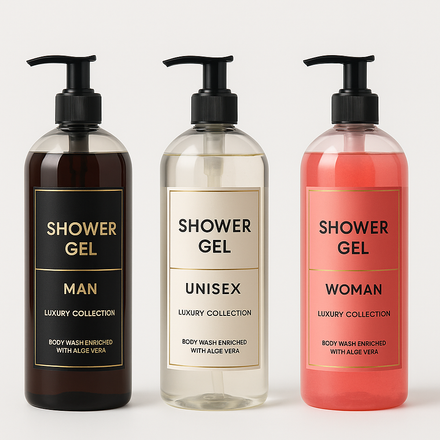 SHOWER
GEL
MAN
LUXURY COLLECTION
BODY WASH ENRICHED
WITH ALGE VERA
SHOWER
GEL
UNISEX
LUXURY COLLECTION
BODY WASH ENRICHED
WITH ALGE VERA
SHOWER
GEL
WOMAN
LUXURY COLLECTION
BODY WASH ENRICHED
WITH ALGE VERA